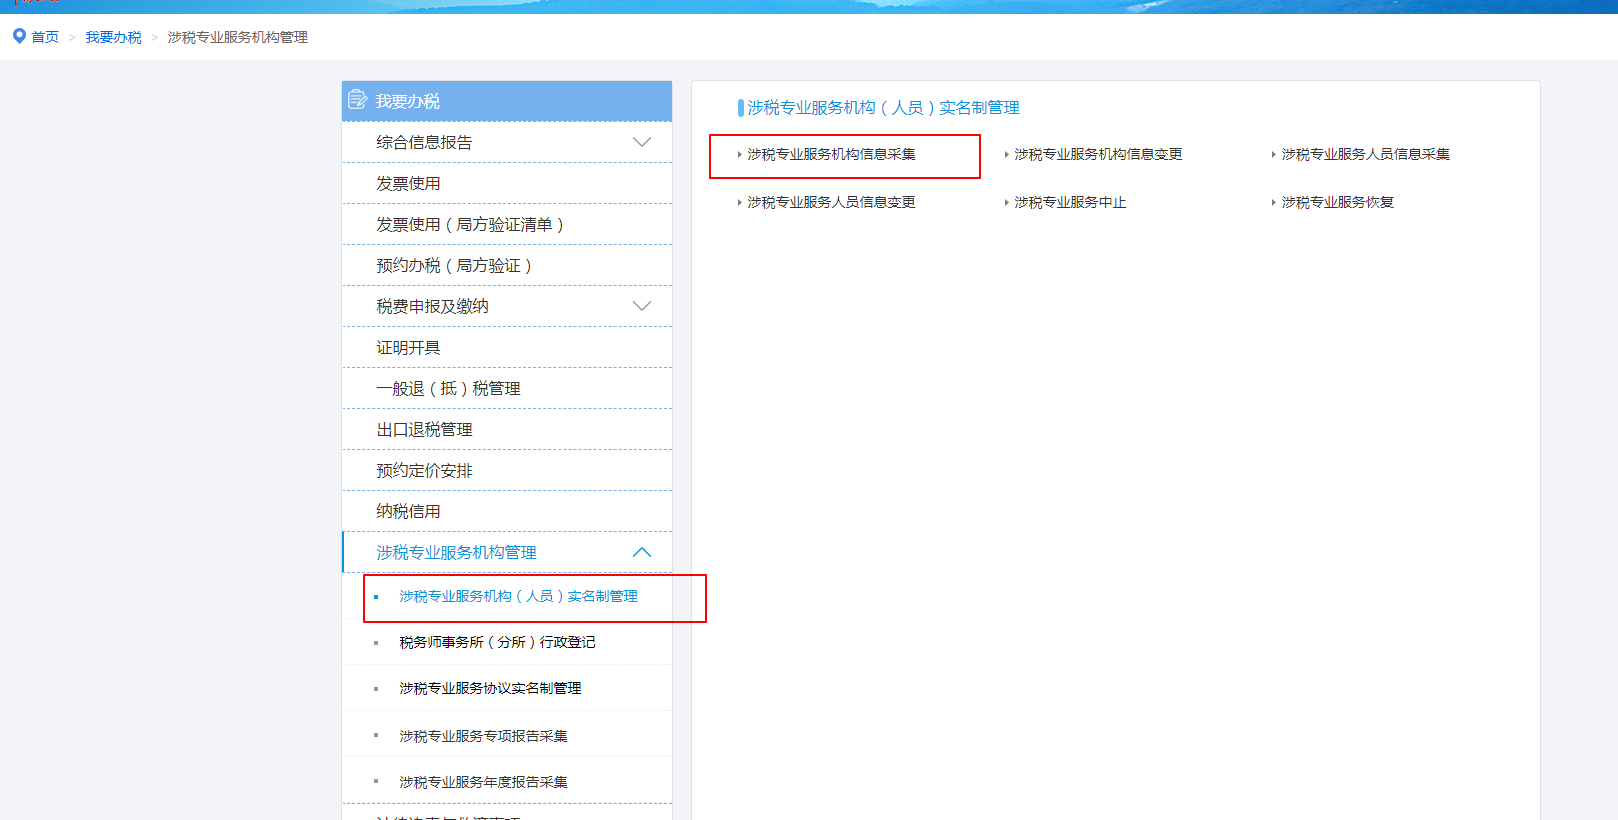 首页 > 我要办税 > 涉税专业服务机构管理
我要办税
综合信息报告
发票使用
发票使用（局方验证清单）
预约办税（局方验证）
税费申报及缴纳
证明开具
一般退（抵）税管理
出口退税管理
预约定价安排
纳税信用
涉税专业服务机构管理
涉税专业服务机构（人员）实名制管理
税务师事务所（分所）行政登记
涉税专业服务协议实名制管理
涉税专业服务专项报告采集
涉税专业服务年度报告采集
涉税专业服务机构（人员）实名制管理
涉税专业服务机构信息采集 涉税专业服务机构信息变更 涉税专业服务人员信息采集
涉税专业服务人员信息变更 涉税专业服务中止 涉税专业服务恢复